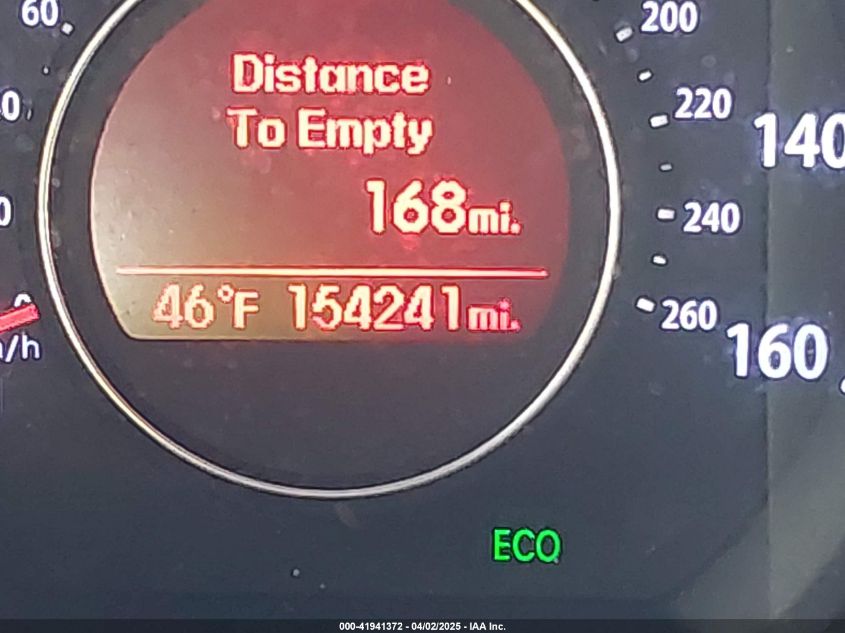 60
200
220
140
240
260
160
Distance
To Empty
168mi.
46°F 154241mi.
ECO
000-41941372 - 04/02/2025 - IAA Inc.